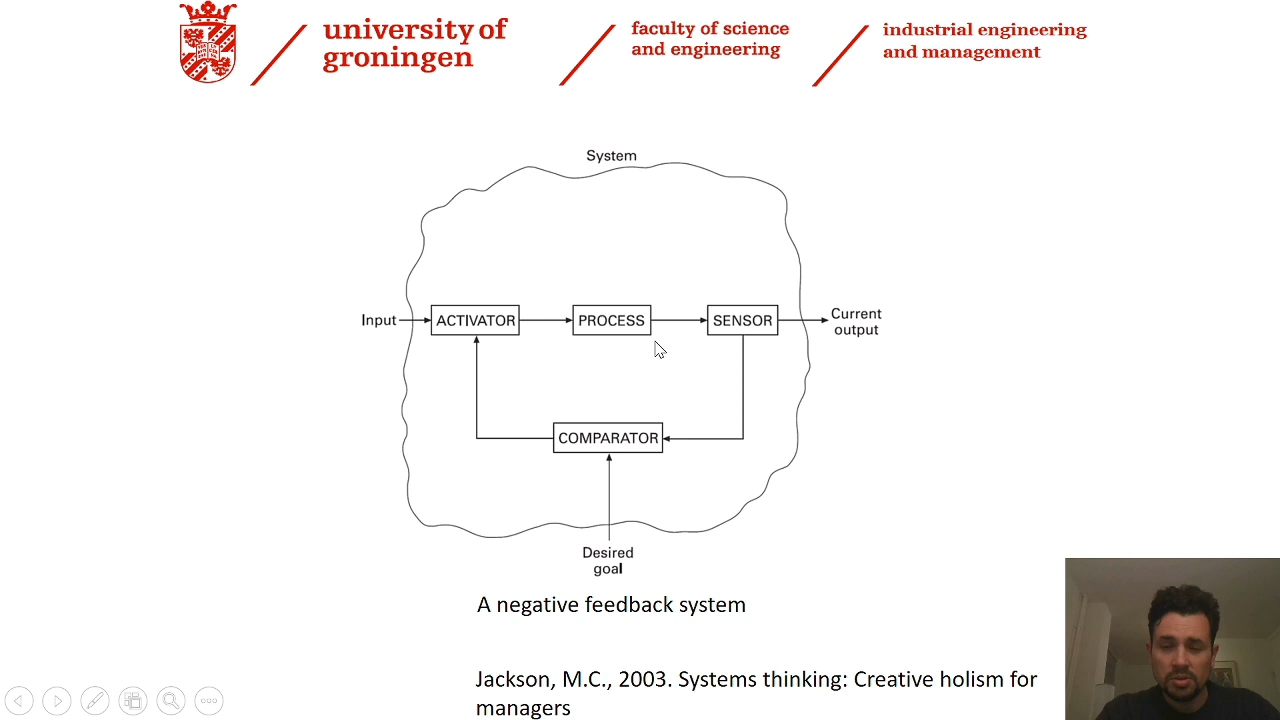 university of
groningen
faculty of science
and engineering
industrial engineering
and management
System
Input
ACTIVATOR
PROCESS
SENSOR
Current
output
COMPARATOR
Desired
goal
A negative feedback system
Jackson, M.C., 2003. Systems thinking: Creative holism for
managers